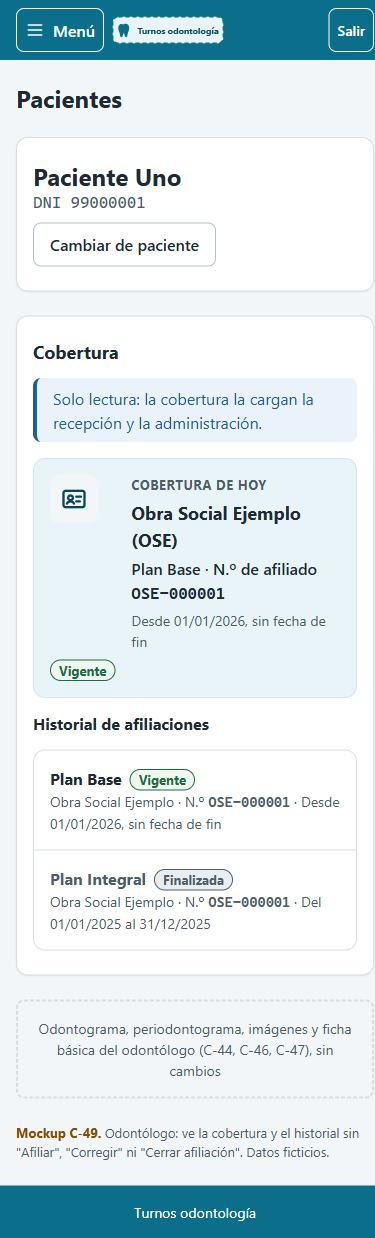 Menú
Turnos odontología
Salir
Pacientes
Paciente Uno
DNI 99000001
Cambiar de paciente
Cobertura
Solo lectura: la cobertura la cargan la
recepción y la administración.
COBERTURA DE HOY
Obra Social Ejemplo
(OSE)
Plan Base · N.º de afiliado
OSE-000001
Desde 01/01/2026, sin fecha de
fin
Vigente
Historial de afiliaciones
Plan Base Vigente
Obra Social Ejemplo · N.º OSE-000001 · Desde
01/01/2026, sin fecha de fin
Plan Integral Finalizada
Obra Social Ejemplo · N.º OSE-000001 · Del
01/01/2025 al 31/12/2025
Odontograma, periodontograma, imágenes y ficha
básica del odontólogo (C-44, C-46, C-47), sin
cambios
Mockup C-49. Odontólogo: ve la cobertura y el historial sin
"Afiliar", "Corregir" ni "Cerrar afiliación". Datos ficticios.
Turnos odontología